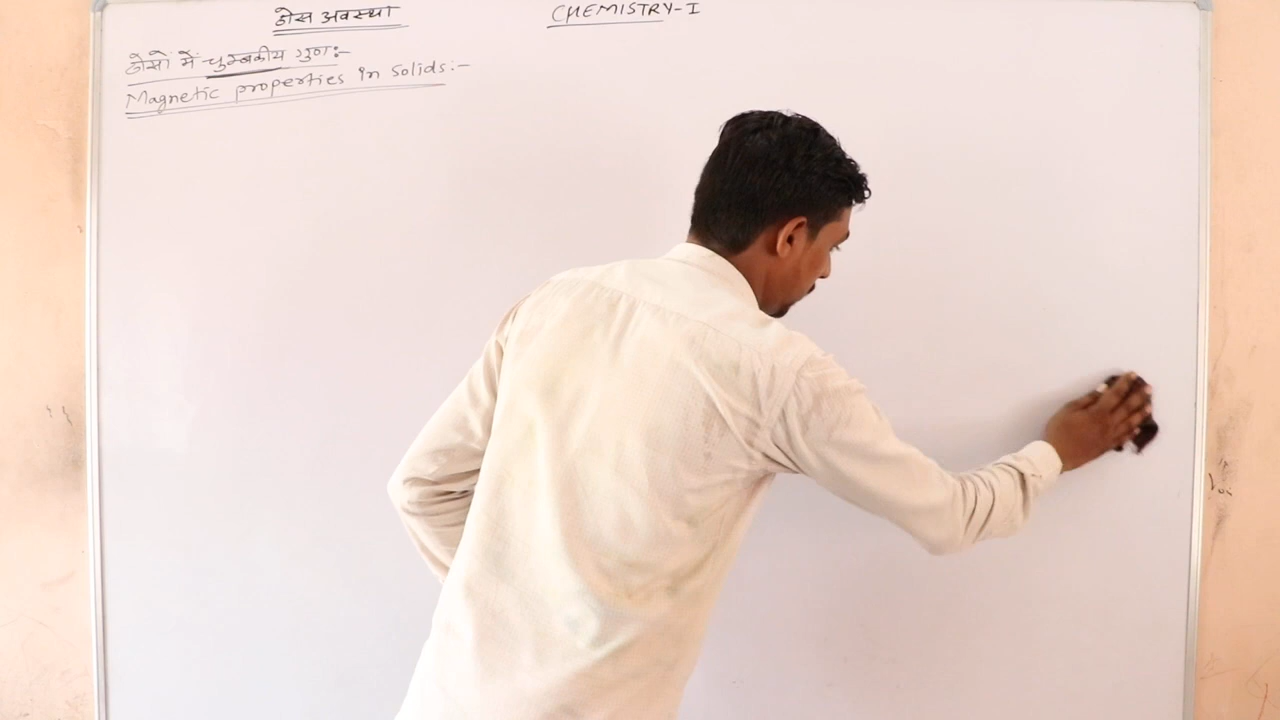 ठोस अवस्था
CHEMISTRY-I
ठोसों में चुम्बकीय गुण:-
Magnetic properties in Solids:-